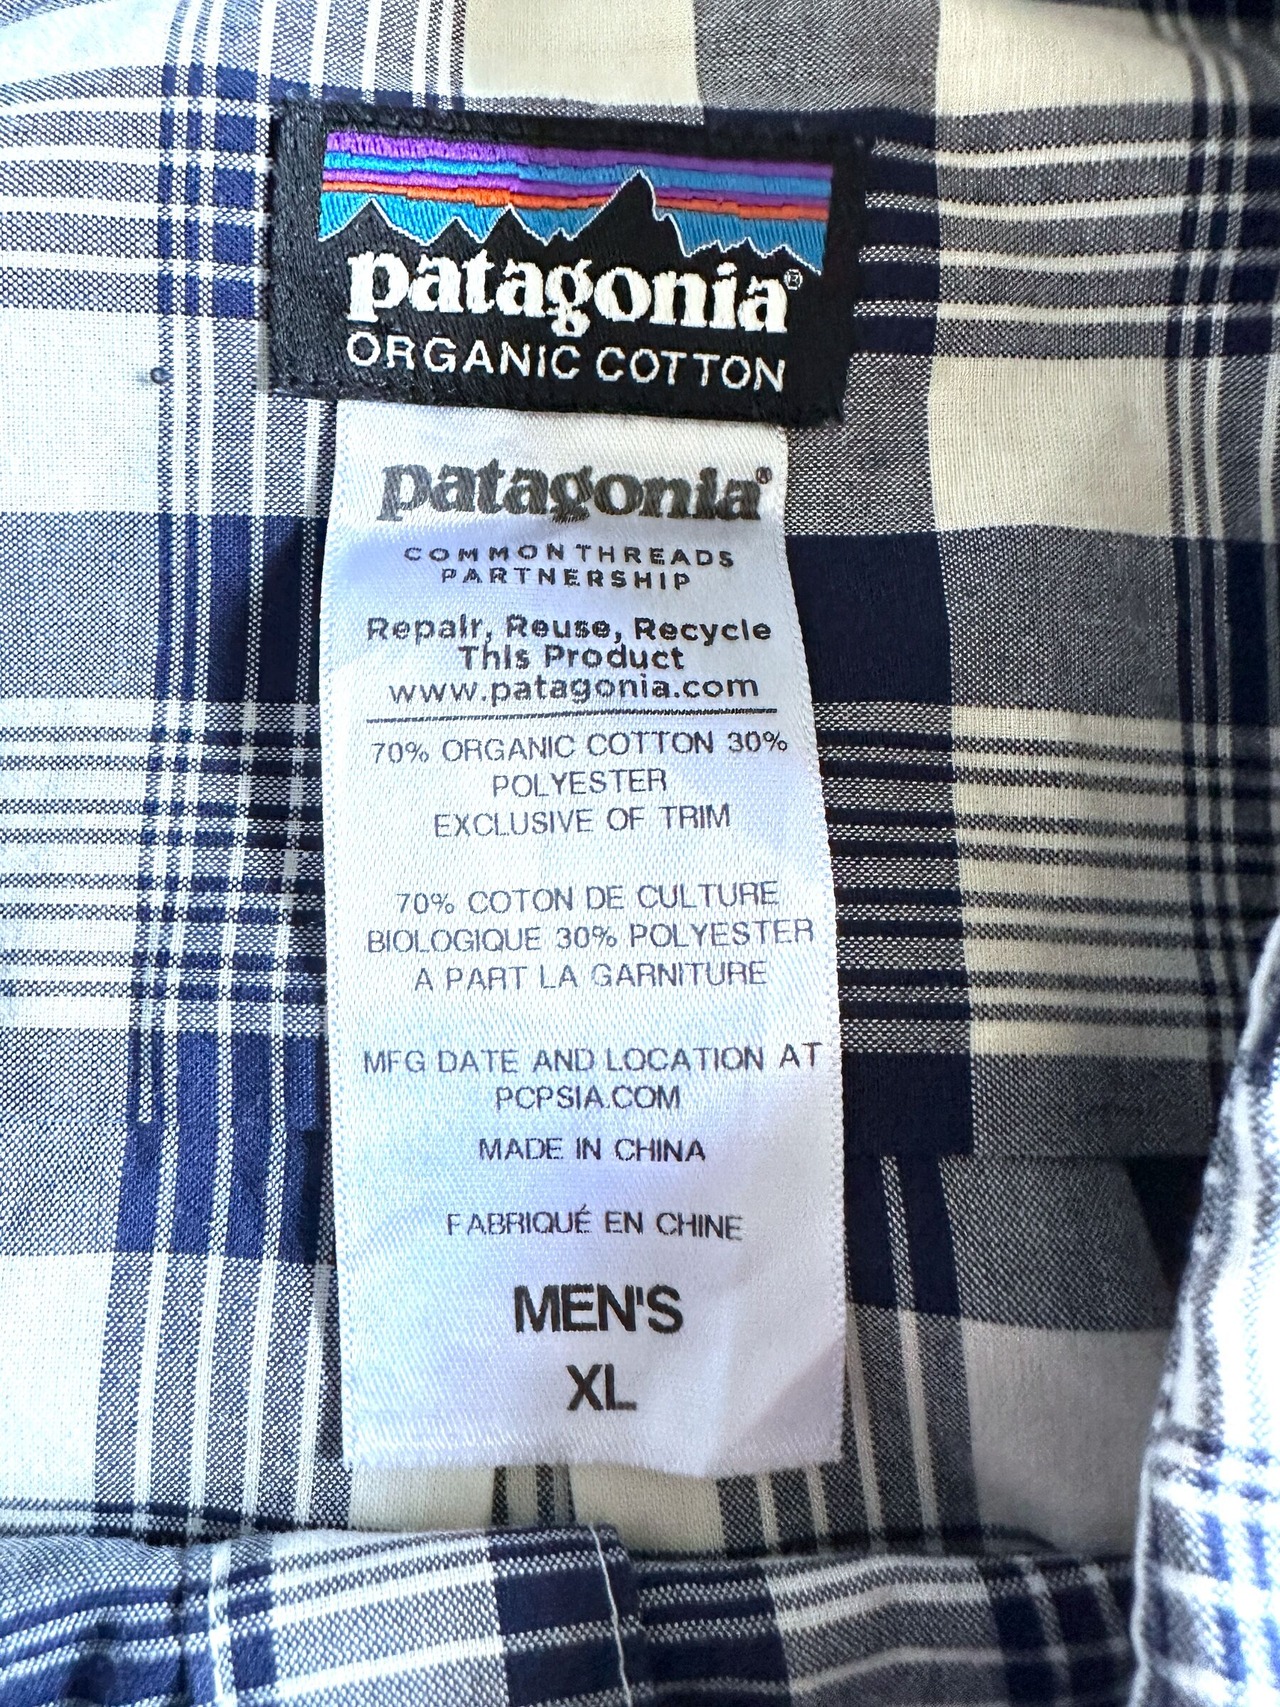 patagonia®
ORGANIC COTTON
patagonia®
COMMON THREADS
PARTNERSHIP
Repair, Reuse, Recycle
This Product
www.patagonia.com
70% ORGANIC COTTON 30%
POLYESTER
EXCLUSIVE OF TRIM
70% COTON DE CULTURE
BIOLOGIQUE 30% POLYESTER
A PART LA GARNITURE
MFG DATE AND LOCATION AT
PCPSIA.COM
MADE IN CHINA
FABRIQUÉ EN CHINE
MEN'S
XL